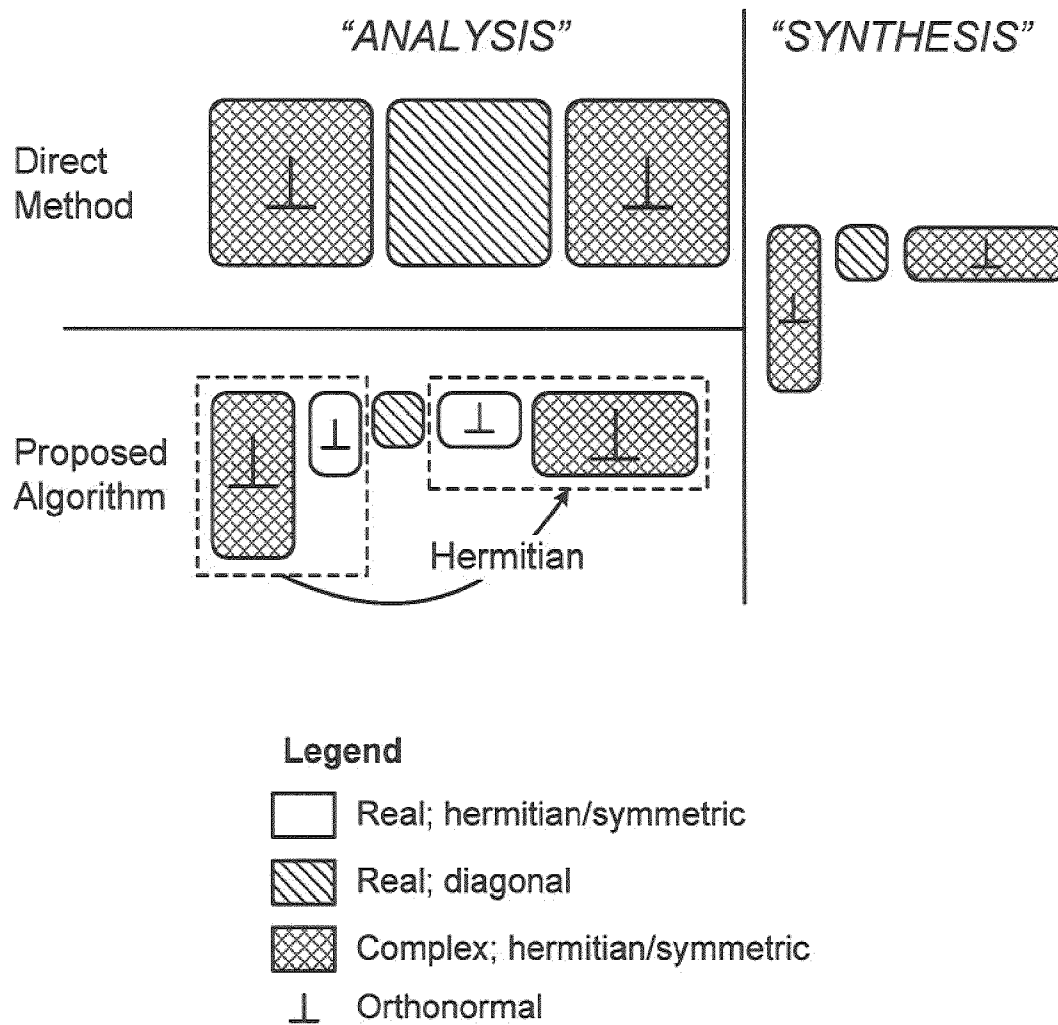 “ANALYSIS”
“SYNTHESIS”
Direct
Method
Proposed
Algorithm
Hermitian
Legend
Real; hermitian/symmetric
Real; diagonal
Complex; hermitian/symmetric
⊥ Orthonormal